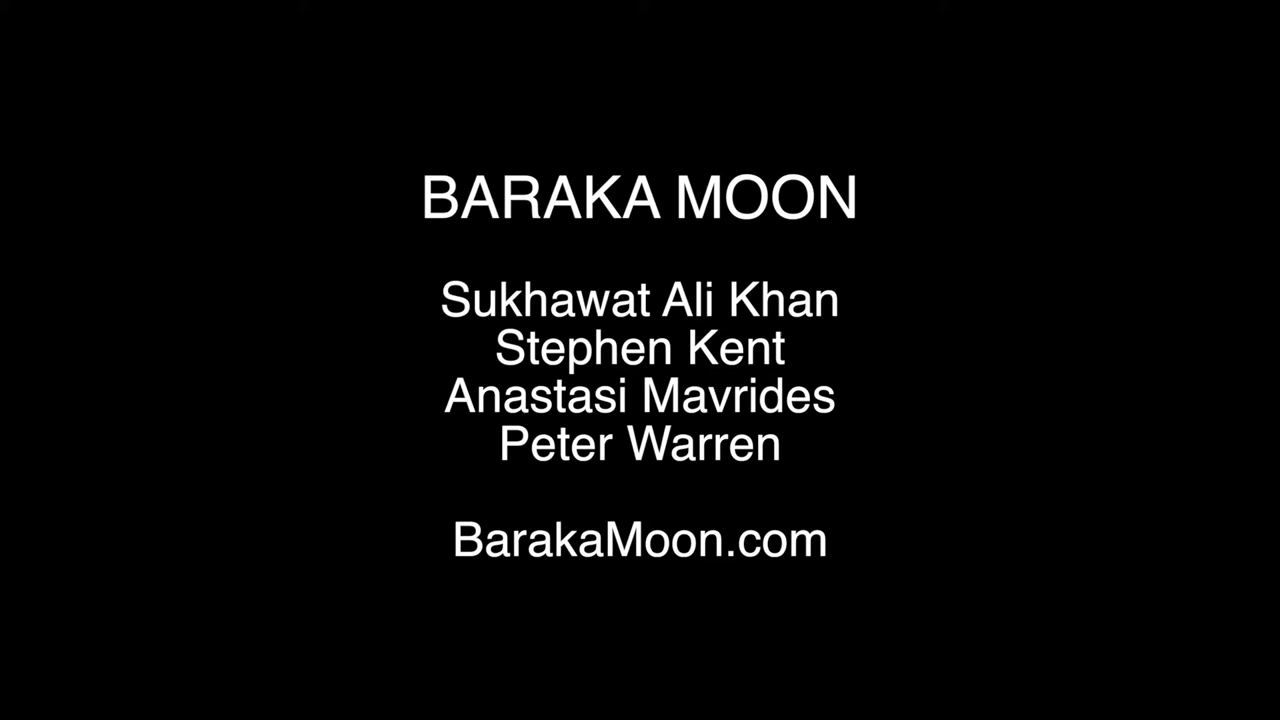 BARAKA MOON
Sukhawat Ali Khan
Stephen Kent
Anastasi Mavrides
Peter Warren
BarakaMoon.com